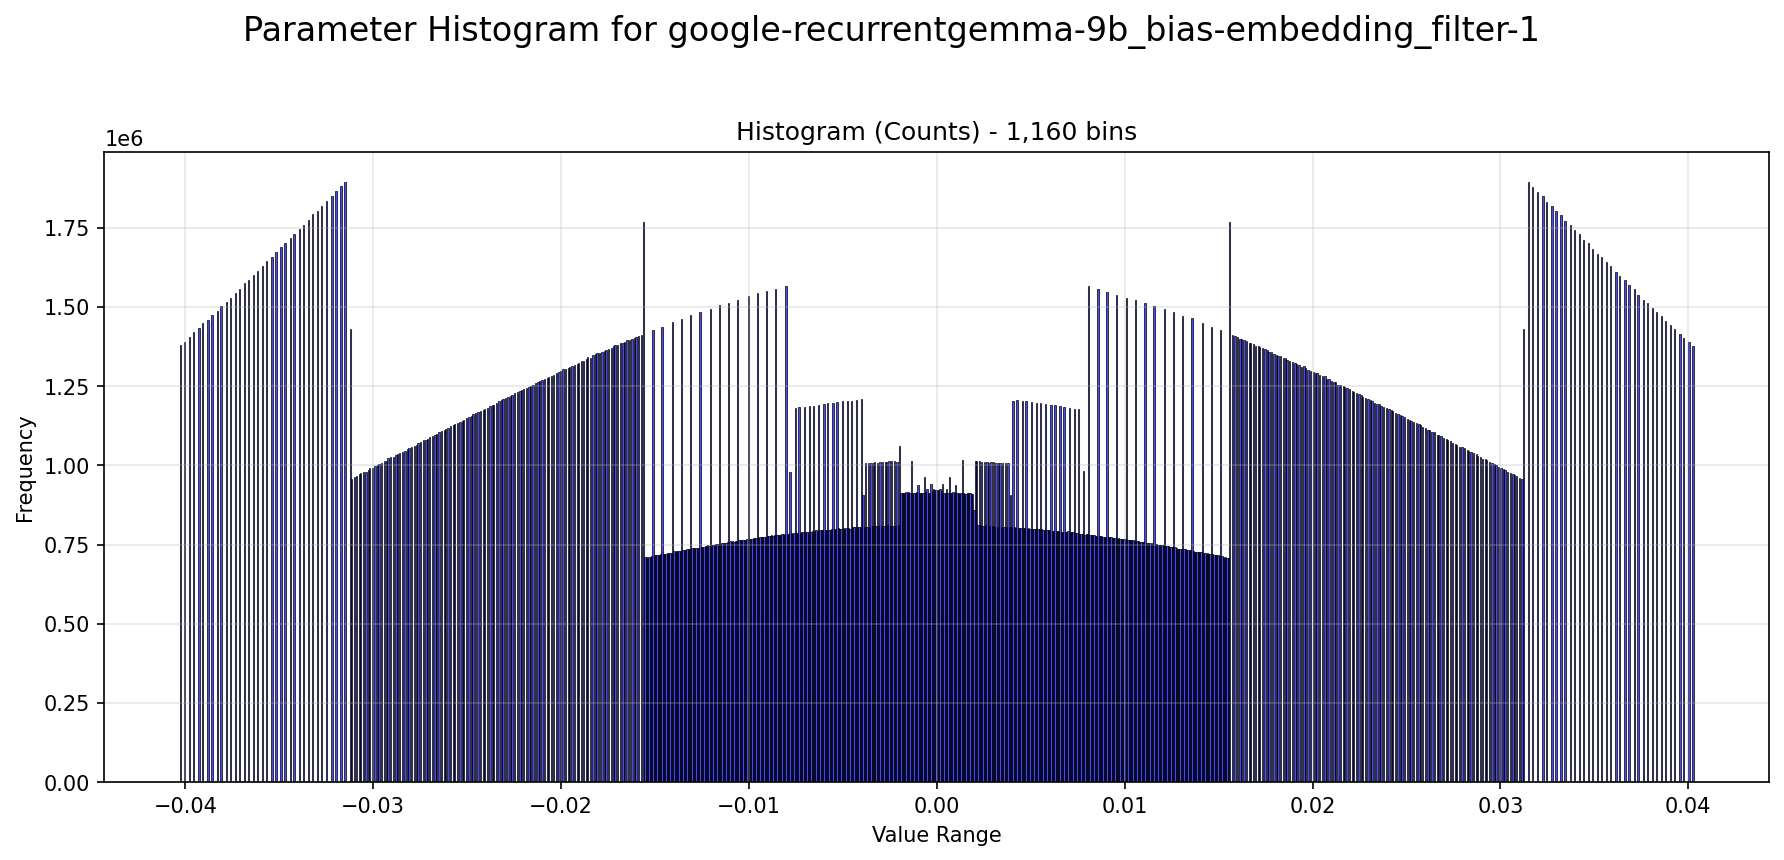 Parameter Histogram for google-recurrentgemma-9b_bias-embedding_filter-1
Histogram (Counts) - 1,160 bins
1e6
1.75
1.50
1.25
1.00
0.75
0.50
0.25
0.00
Frequency
−0.04 −0.03 −0.02 −0.01 0.00 0.01 0.02 0.03 0.04
Value Range